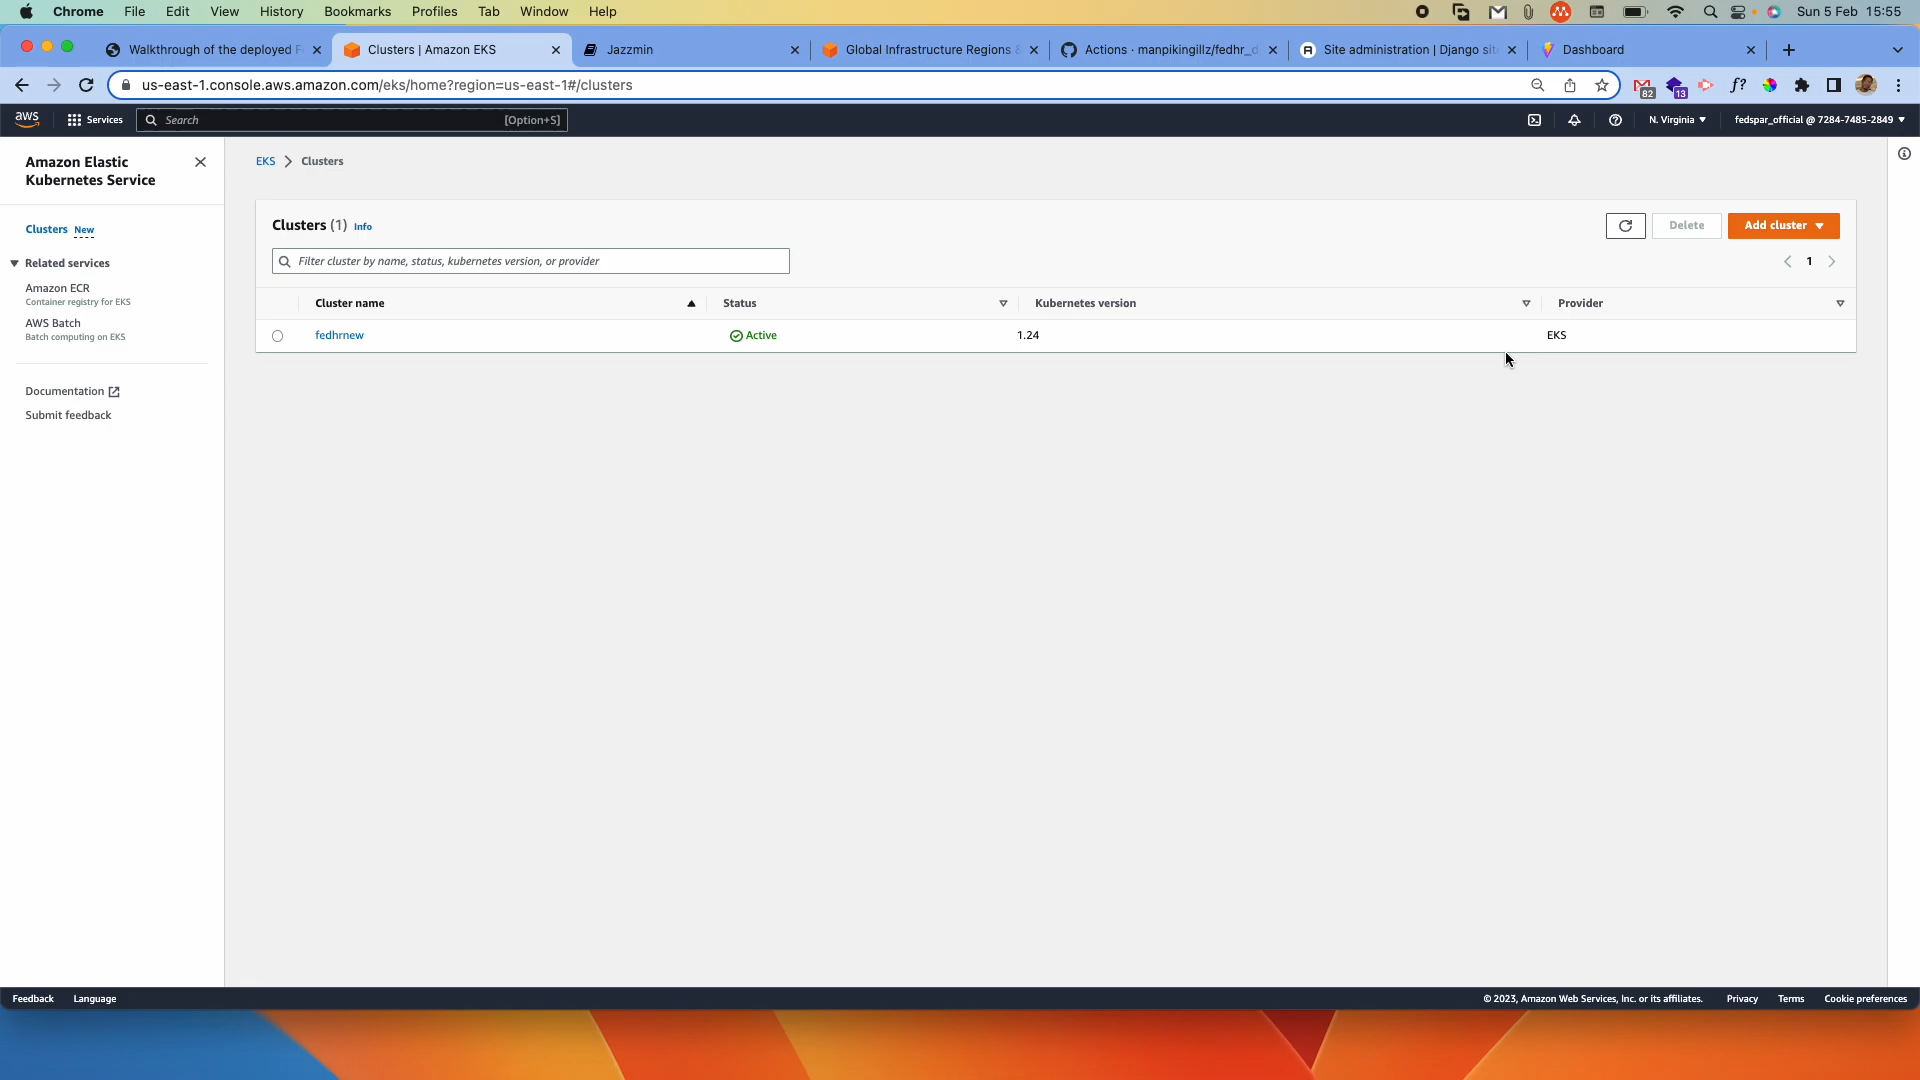 Chrome File Edit View History Bookmarks Profiles Tab Window Help Sun 5 Feb 15:55
Walkthrough of the deployed F Clusters | Amazon EKS Jazzmin Global Infrastructure Regions & Actions · manpikingillz/fedhr_d Site administration | Django sit Dashboard
us-east-1.console.aws.amazon.com/eks/home?region=us-east-1#/clusters 82 13 f?
aws Services Search [Option+S] N. Virginia fedspar_official @ 7284-7485-2849
Amazon Elastic
Kubernetes Service
Clusters New
Related services
Amazon ECR
Container registry for EKS
AWS Batch
Batch computing on EKS
Documentation
Submit feedback
EKS Clusters
Clusters (1) Info Delete Add cluster
Filter cluster by name, status, kubernetes version, or provider 1
Cluster name Status Kubernetes version Provider
fedhrnew Active 1.24 EKS
Feedback Language © 2023, Amazon Web Services, Inc. or its affiliates. Privacy Terms Cookie preferences